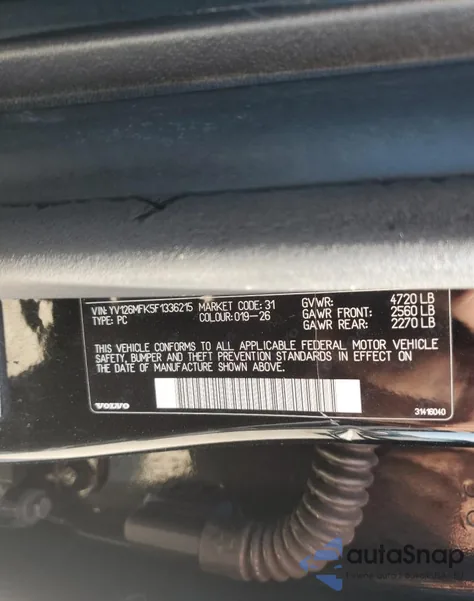 VIN: YV126MFK5F1336215 MARKET CODE: 31 GVWR: 4720 LB
TYPE: PC COLOUR: 019-26 GAWR FRONT: 2560 LB
GAWR REAR: 2270 LB
THIS VEHICLE CONFORMS TO ALL APPLICABLE FEDERAL MOTOR VEHICLE
SAFETY, BUMPER AND THEFT PREVENTION STANDARDS IN EFFECT ON
THE DATE OF MANUFACTURE SHOWN ABOVE.
VOLVO 31416040
autaSnap